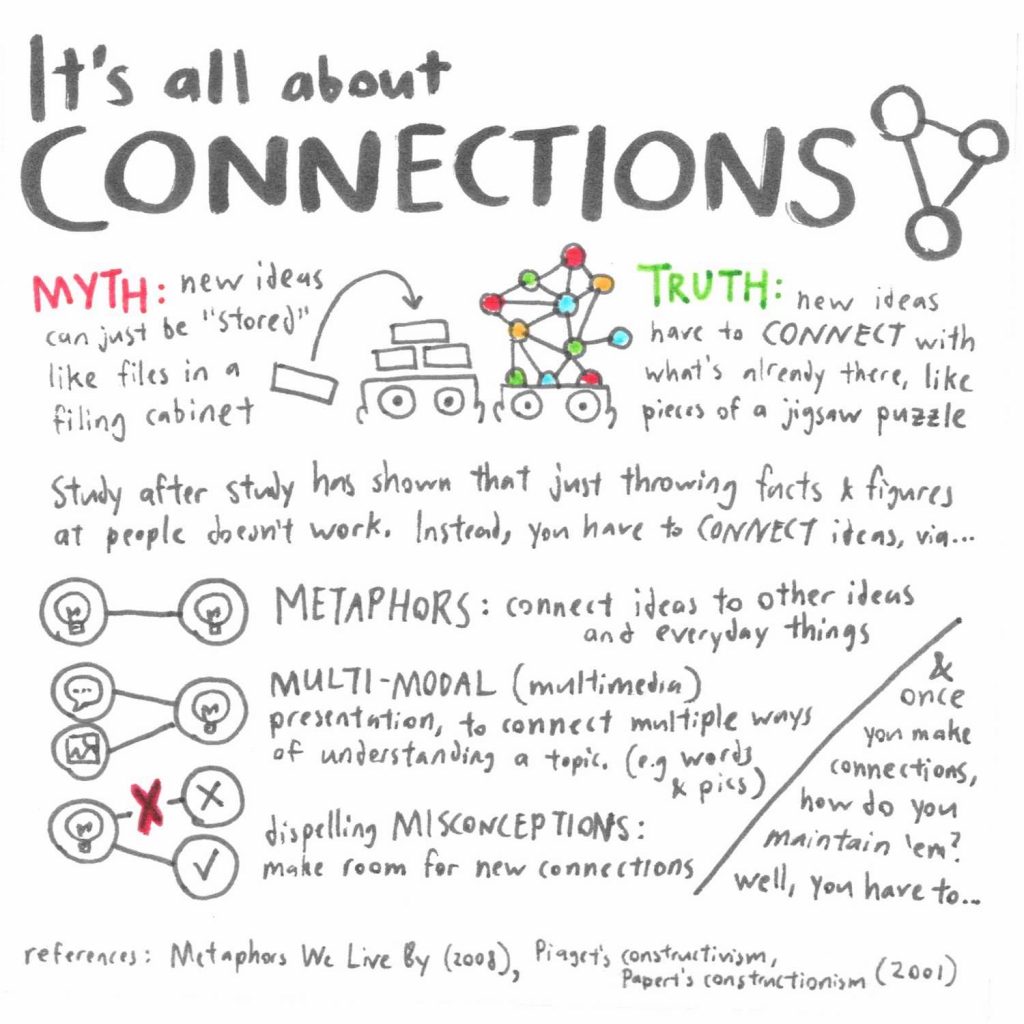 It's all about
CONNECTIONS
MYTH: new ideas
can just be "stored"
like files in a
filing cabinet
TRUTH: new ideas
have to CONNECT with
what's already there, like
pieces of a jigsaw puzzle
Study after study has shown that just throwing facts & figures
at people doesn't work. Instead, you have to CONNECT ideas, via...
METAPHORS: connect ideas to other ideas
and everyday things
MULTI-MODAL (multimedia)
presentation, to connect multiple ways
of understanding a topic. (e.g words
& pics)
dispelling MISCONCEPTIONS:
make room for new connections
&
once
you make
connections,
how do you
maintain 'em?
well, you have to...
references: Metaphors We Live By (2008), Piaget's constructivism,
Papert's constructionism (2001)